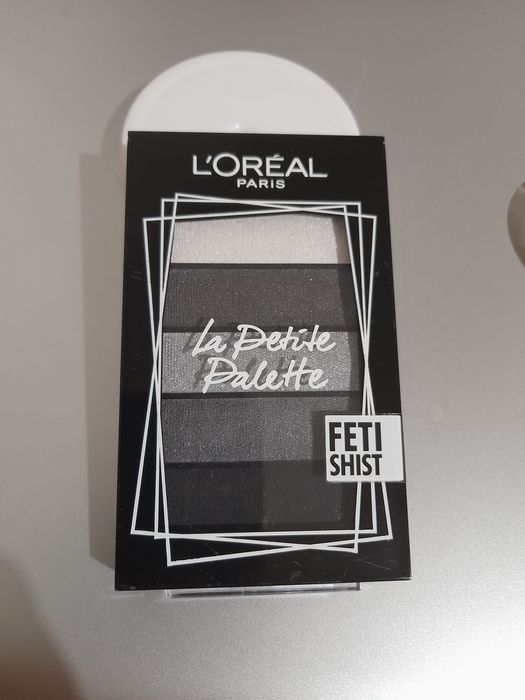 L'ORÉAL
PARIS
La Petite
Palette
FETI
SHIST